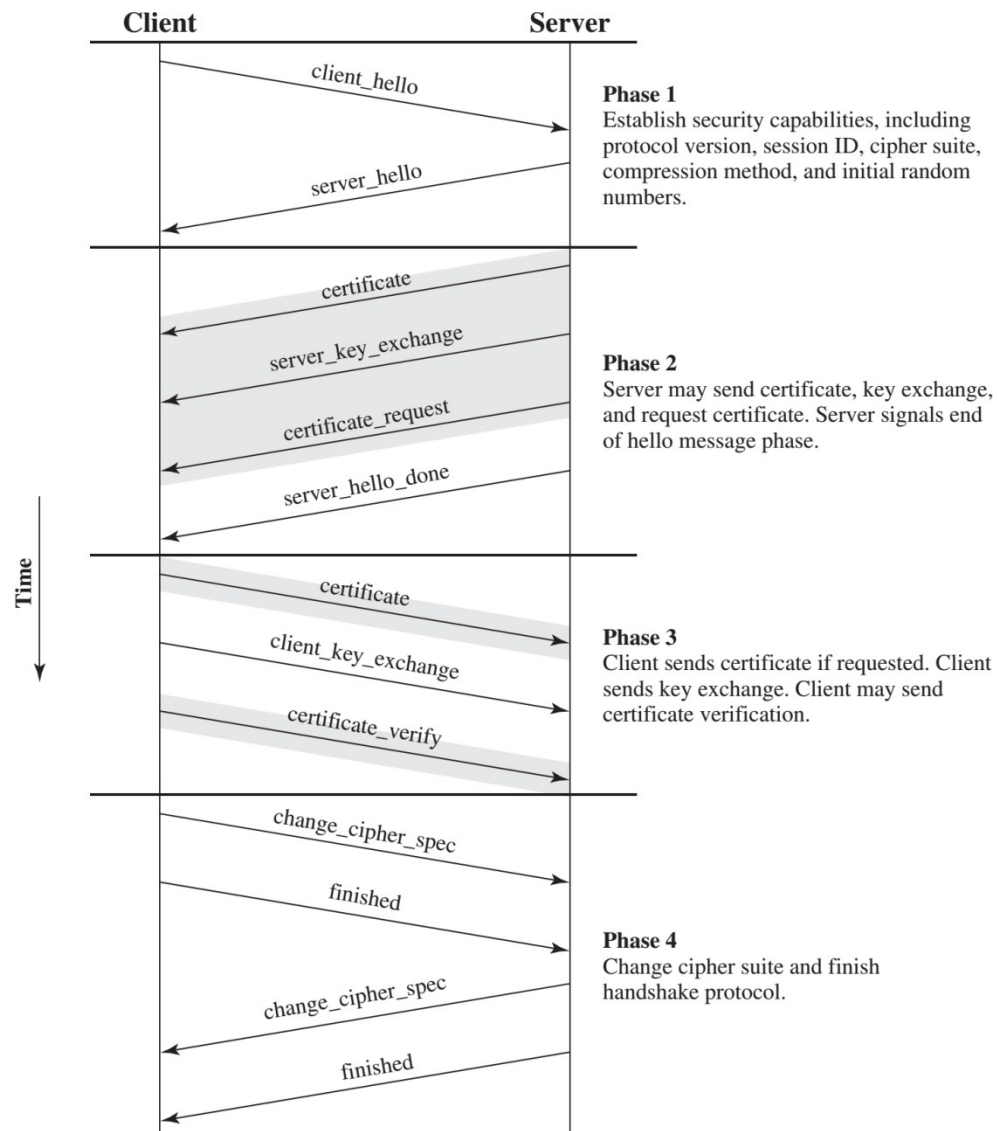 Client
Server
client_hello
server_hello
Phase 1
Establish security capabilities, including
protocol version, session ID, cipher suite,
compression method, and initial random
numbers.
certificate
server_key_exchange
certificate_request
server_hello_done
Phase 2
Server may send certificate, key exchange,
and request certificate. Server signals end
of hello message phase.
Time
certificate
client_key_exchange
certificate_verify
Phase 3
Client sends certificate if requested. Client
sends key exchange. Client may send
certificate verification.
change_cipher_spec
finished
change_cipher_spec
finished
Phase 4
Change cipher suite and finish
handshake protocol.